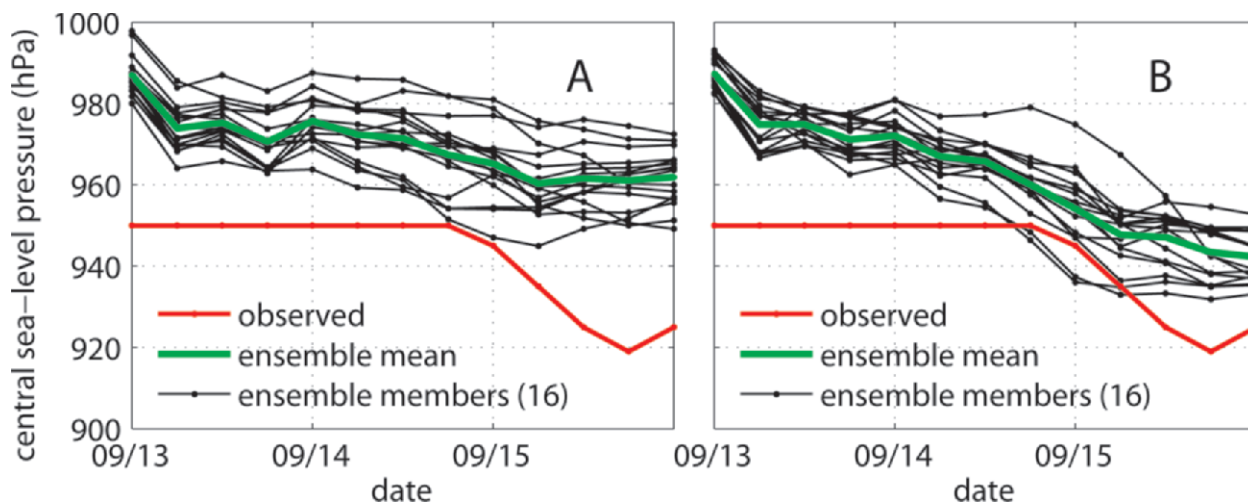 central sea-level pressure (hPa)
1000
980
960
940
920
900
A
observed
ensemble mean
ensemble members (16)
09/13
09/14
09/15
date
B
observed
ensemble mean
ensemble members (16)
09/13
09/14
09/15
date